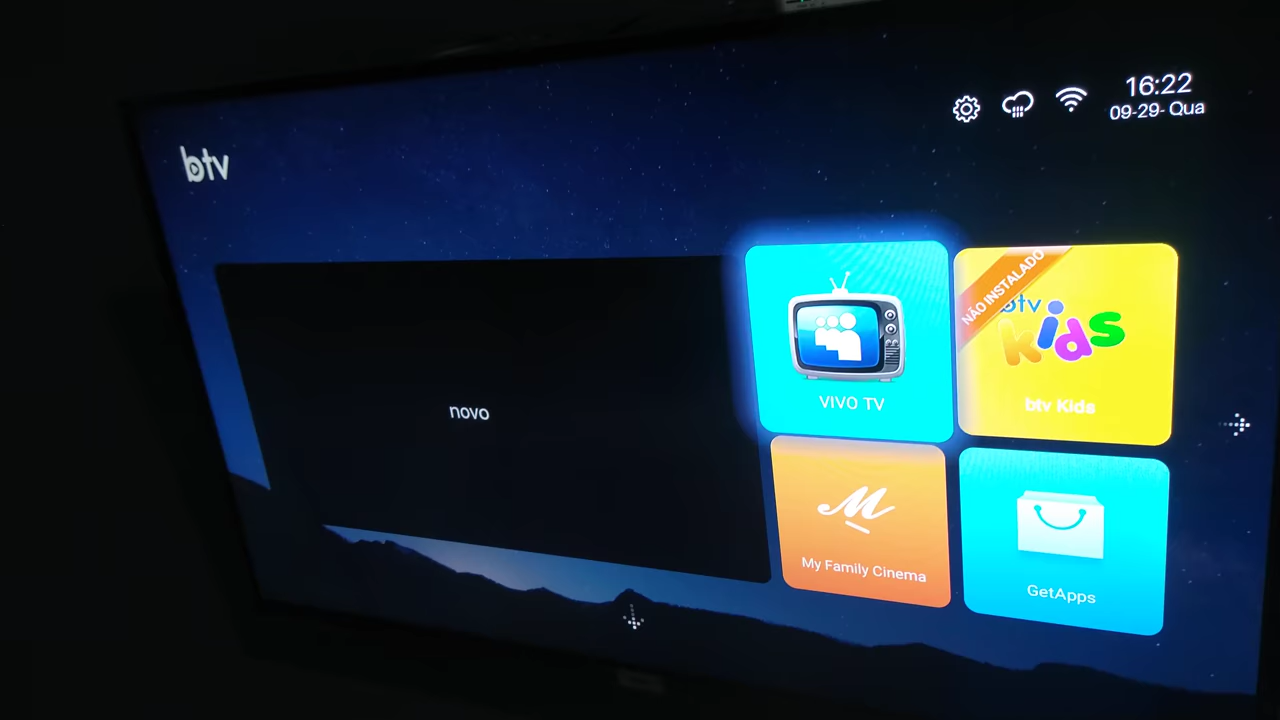 16:22
09-29- Qua
btv
novo
VIVO TV
NÃO INSTALADO
btv
kids
btv Kids
M
My Family Cinema
GetApps